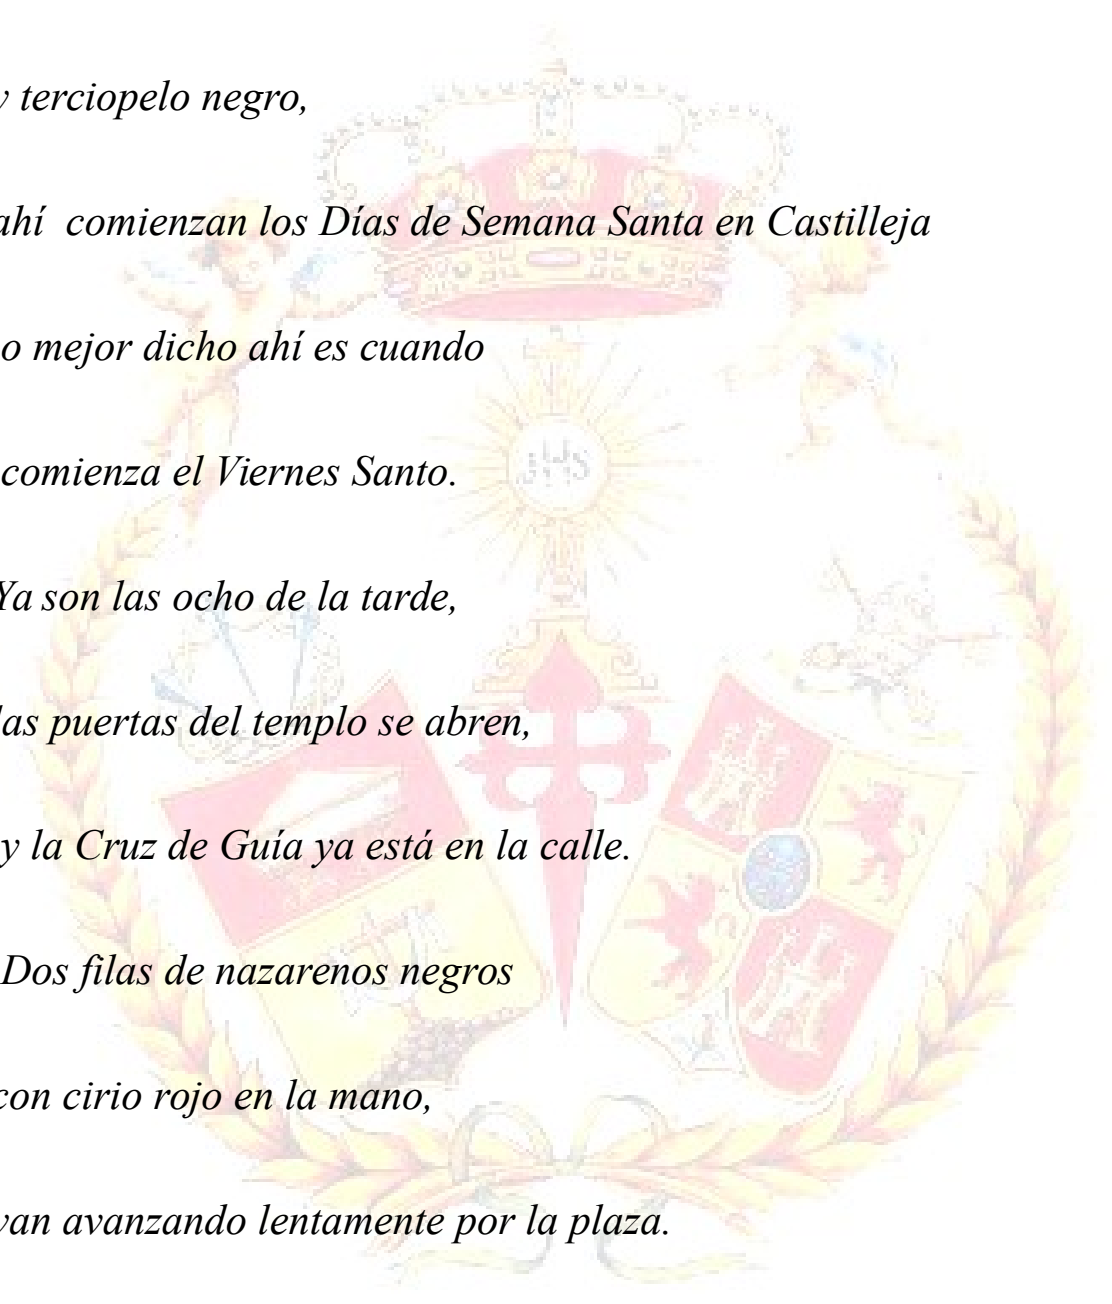 y terciopelo negro,
ahí comienzan los Días de Semana Santa en Castilleja
o mejor dicho ahí es cuando
comienza el Viernes Santo.
Ya son las ocho de la tarde,
las puertas del templo se abren,
y la Cruz de Guía ya está en la calle.
Dos filas de nazarenos negros
con cirio rojo en la mano,
van avanzando lentamente por la plaza.
JHS